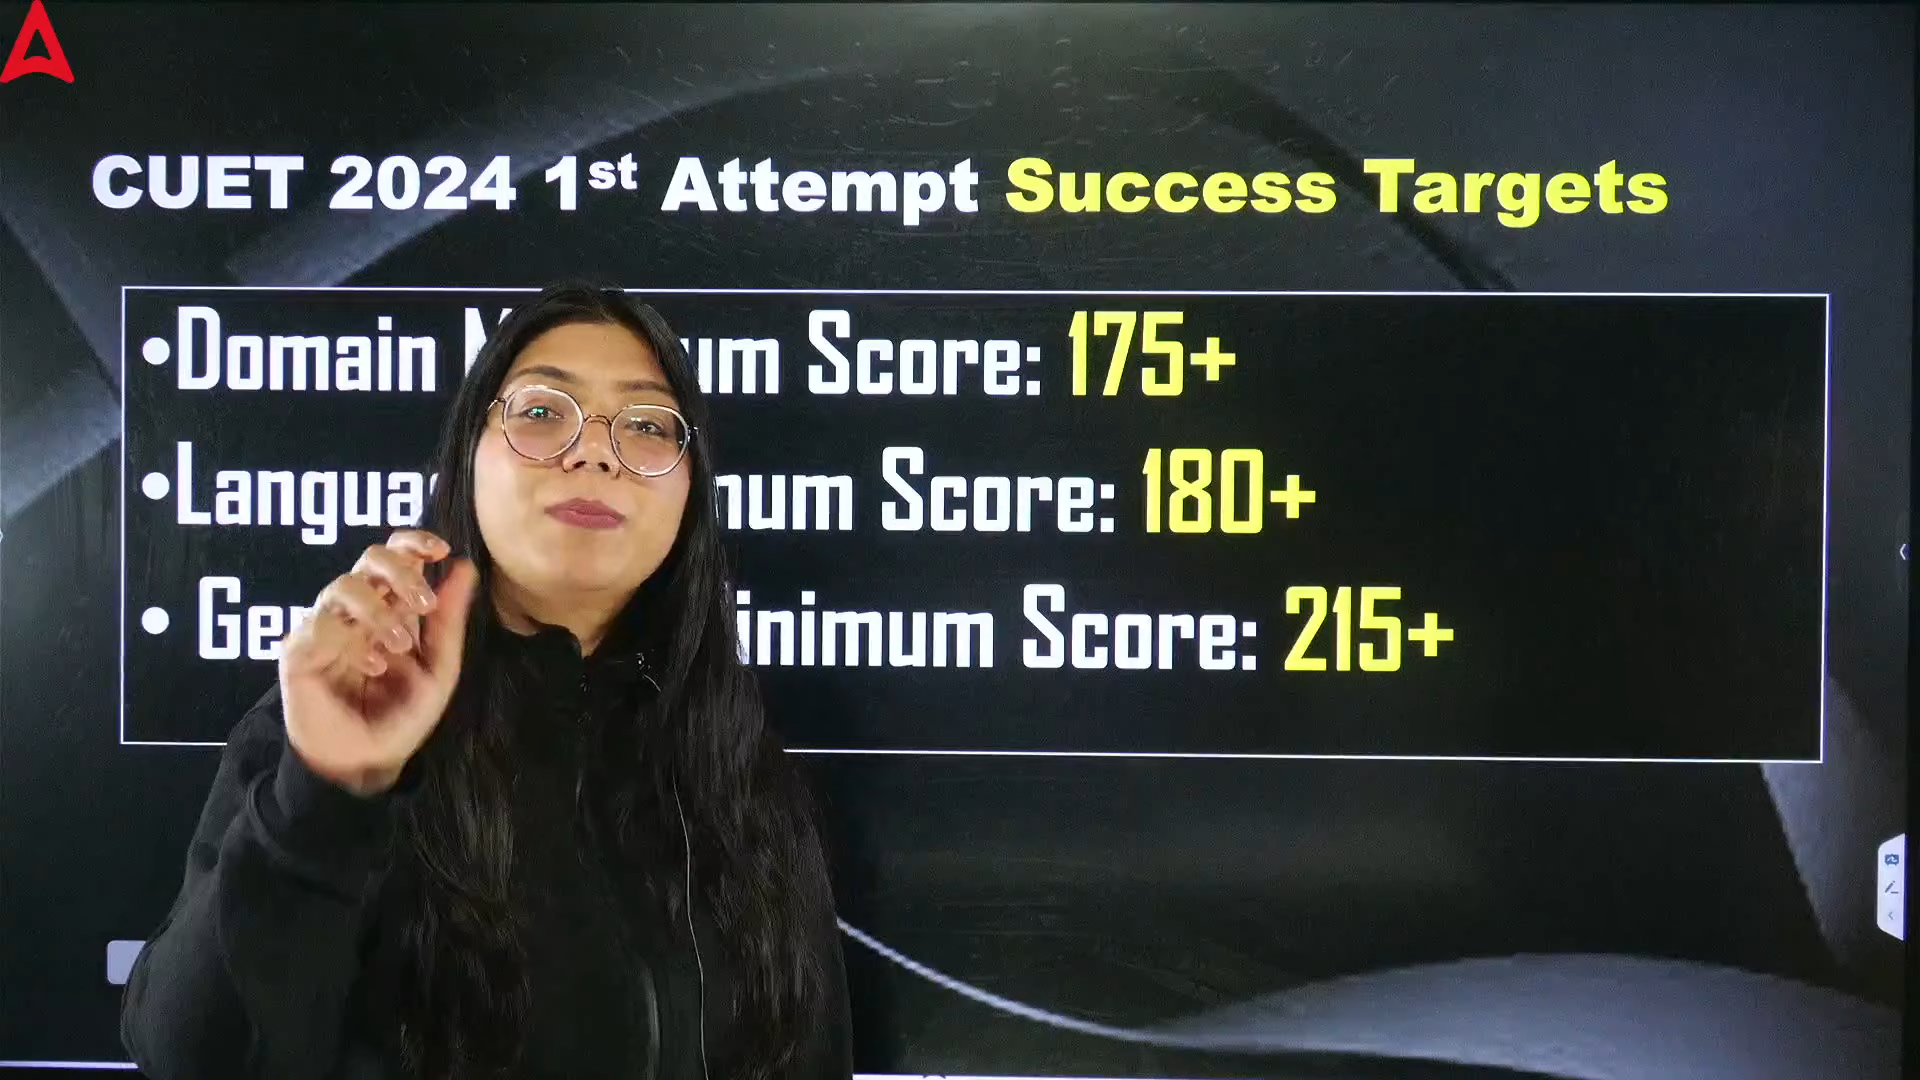 CUET 2024 1st Attempt Success Targets
•Domain um Score: 175+
•Langua num Score: 180+
• Ge inimum Score: 215+